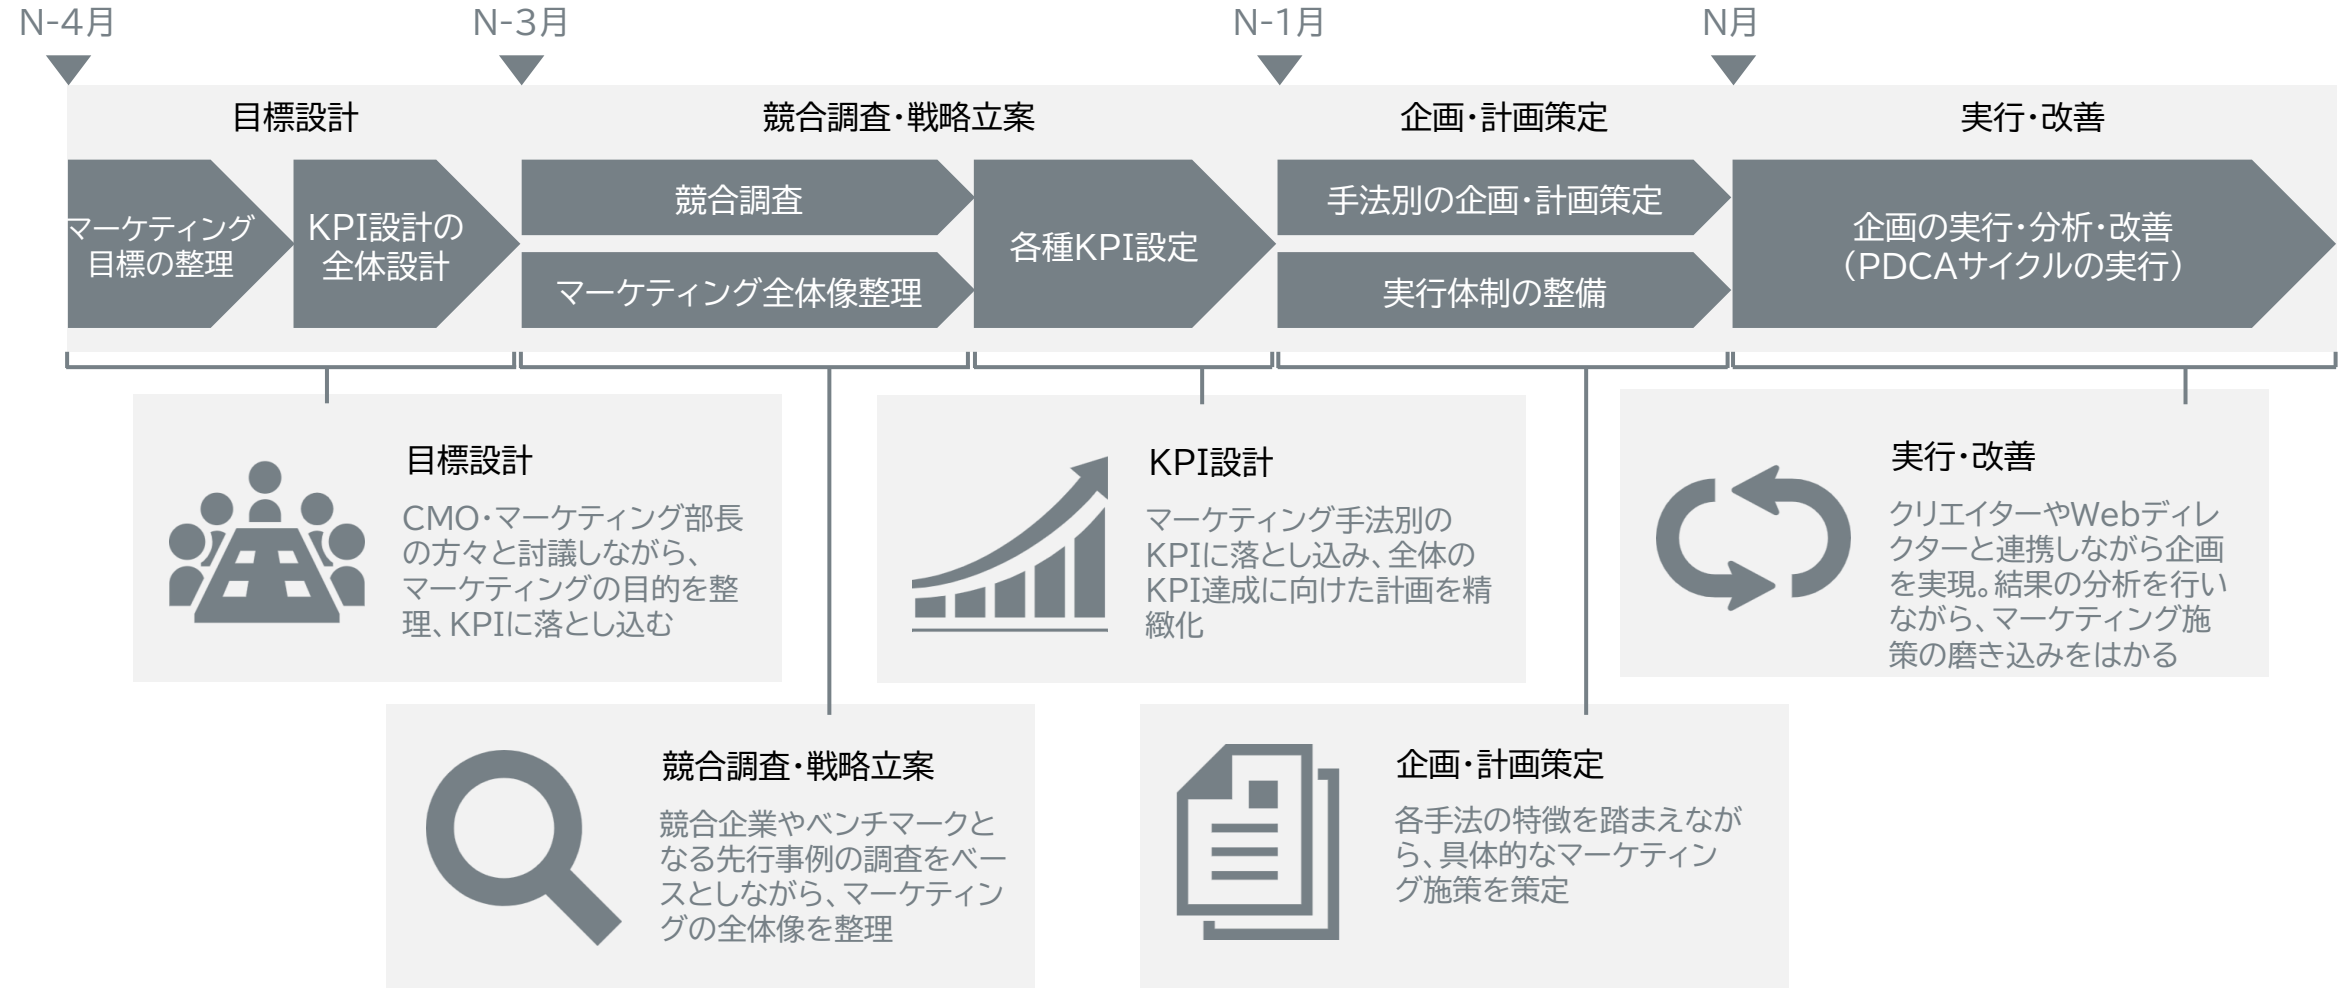 N-4月
N-3月
N-1月
N月
目標設計
競合調査・戦略立案
企画・計画策定
実行・改善
マーケティング
目標の整理
KPI設計の
全体設計
競合調査
マーケティング全体像整理
各種KPI設定
手法別の企画・計画策定
実行体制の整備
企画の実行・分析・改善
（PDCAサイクルの実行）
目標設計
CMO・マーケティング部長
の方々と討議しながら、
マーケティングの目的を整
理、KPIに落とし込む
KPI設計
マーケティング手法別の
KPIに落とし込み、全体の
KPI達成に向けた計画を精
緻化
実行・改善
クリエイターやWebディレ
クターと連携しながら企画
を実現。結果の分析を行い
ながら、マーケティング施
策の磨き込みをはかる
競合調査・戦略立案
競合企業やベンチマークと
なる先行事例の調査をベー
スとしながら、マーケティン
グの全体像を整理
企画・計画策定
各手法の特徴を踏まえなが
ら、具体的なマーケティン
グ施策を策定